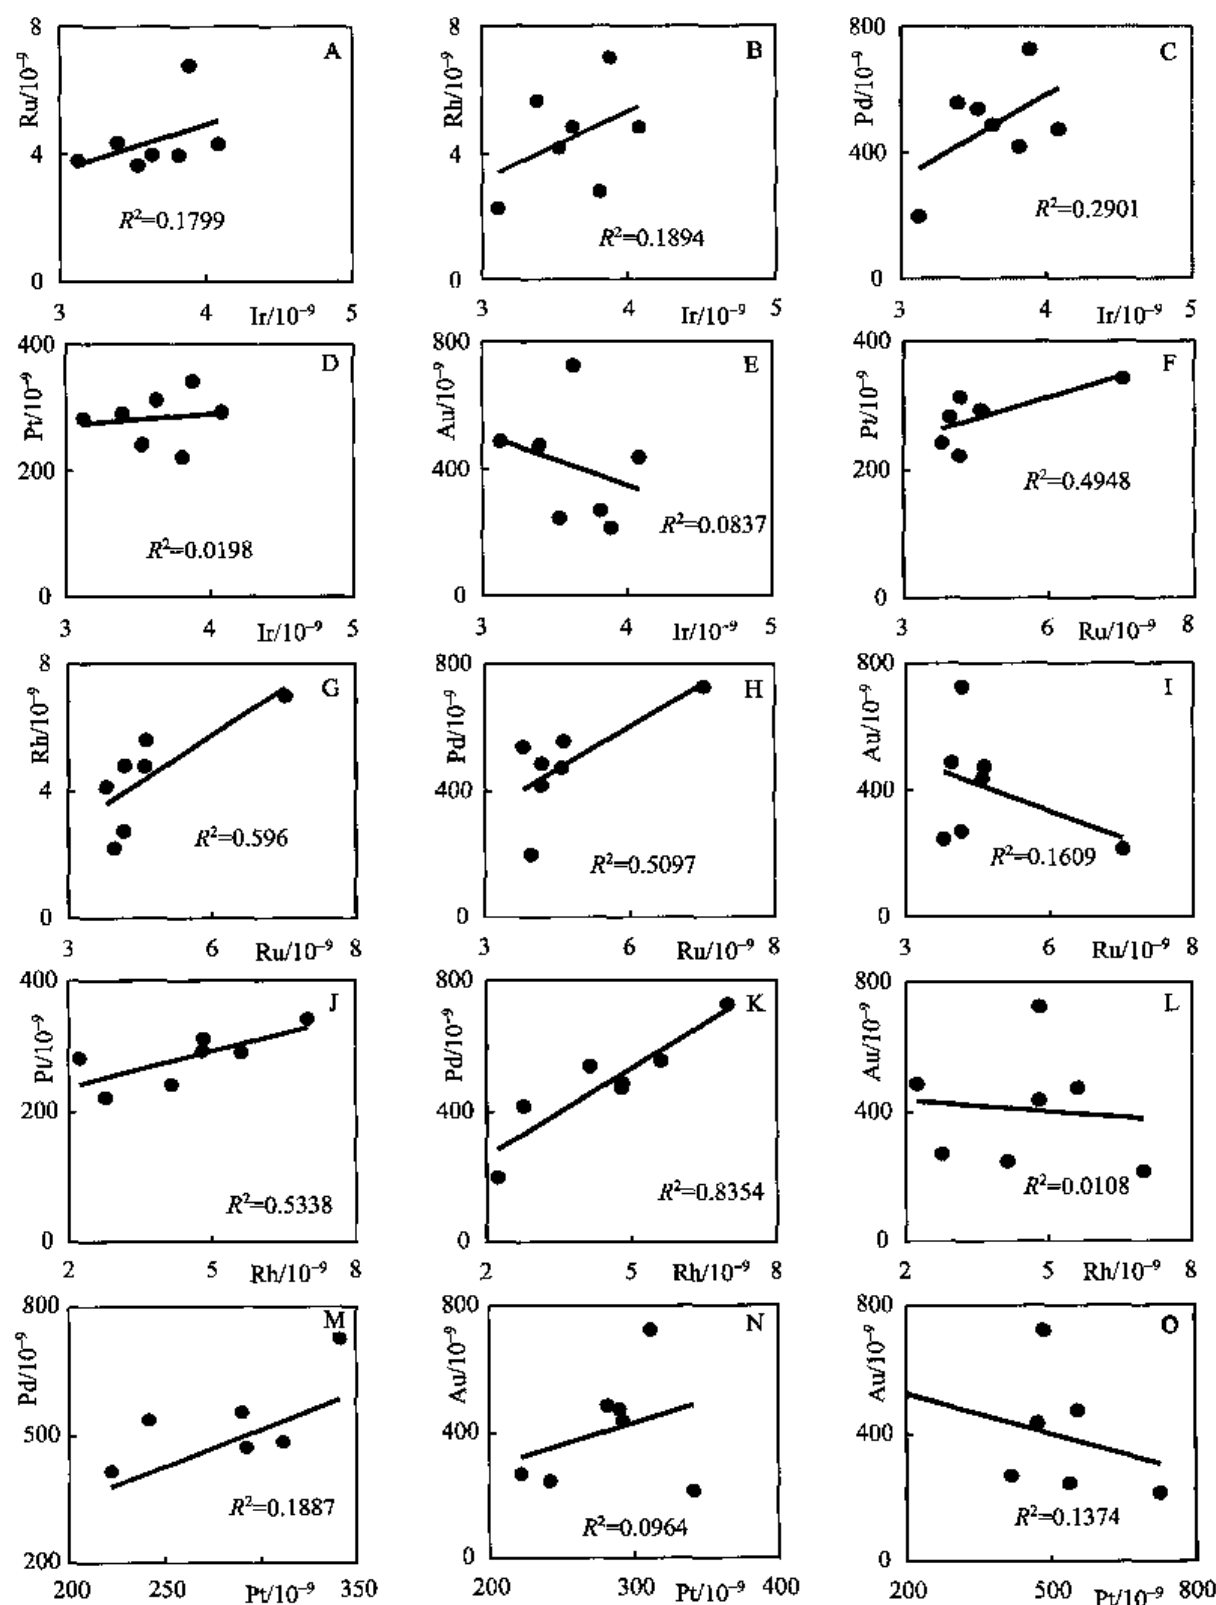 8 A
Ru/10⁻⁹
4
R²=0.1799
0
3 4 Ir/10⁻⁹ 5
8 B
Rh/10⁻⁹
4
R²=0.1894
0
3 4 Ir/10⁻⁹ 5
800 C
Pd/10⁻⁹
400
R²=0.2901
0
3 4 Ir/10⁻⁹ 5
400 D
Pt/10⁻⁹
200
R²=0.0198
0
3 4 Ir/10⁻⁹ 5
800 E
Au/10⁻⁹
400
R²=0.0837
0
3 4 Ir/10⁻⁹ 5
400 F
Pt/10⁻⁹
200
R²=0.4948
0
3 6 Ru/10⁻⁹ 8
8 G
Rh/10⁻⁹
4
R²=0.596
0
3 6 Ru/10⁻⁹ 8
800 H
Pd/10⁻⁹
400
R²=0.5097
0
3 6 Ru/10⁻⁹ 8
800 I
Au/10⁻⁹
400
R²=0.1609
0
3 6 Ru/10⁻⁹ 8
400 J
Pt/10⁻⁹
200
R²=0.5338
0
2 5 Rh/10⁻⁹ 8
800 K
Pd/10⁻⁹
400
R²=0.8354
0
2 5 Rh/10⁻⁹ 8
800 L
Au/10⁻⁹
400
R²=0.0108
0
2 5 Rh/10⁻⁹ 8
800 M
Pd/10⁻⁹
500
R²=0.1887
200
200 250 Pt/10⁻⁹ 350
800 N
Au/10⁻⁹
400
R²=0.0964
0
200 300 Pt/10⁻⁹ 400
800 O
Au/10⁻⁹
400
R²=0.1374
0
200 500 Pt/10⁻⁹ 800